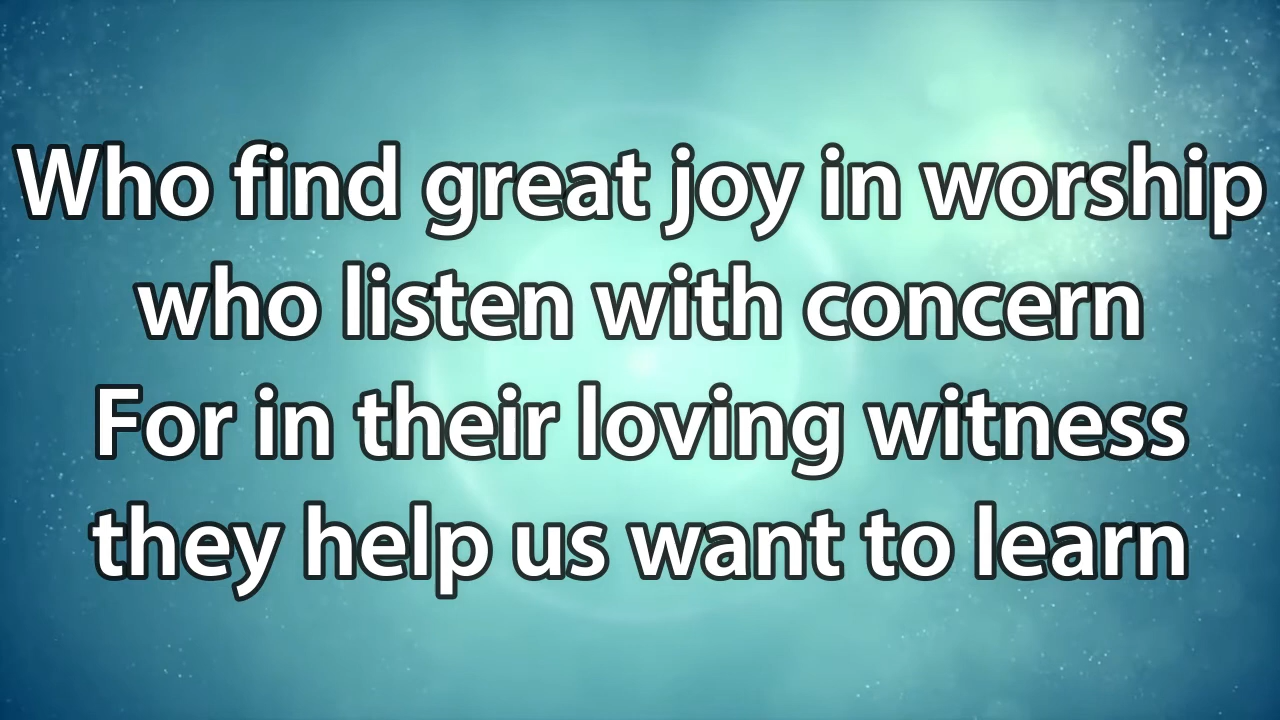 Who find great joy in worship
who listen with concern
For in their loving witness
they help us want to learn